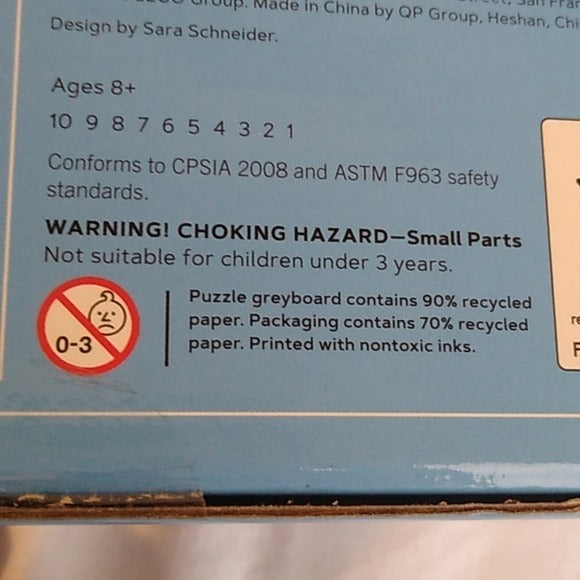 Group. Made in China by QP Group, Heshan,
Design by Sara Schneider.
Ages 8+
10 9 8 7 6 5 4 3 2 1
Conforms to CPSIA 2008 and ASTM F963 safety
standards.
WARNING! CHOKING HAZARD—Small Parts
Not suitable for children under 3 years.
0-3
Puzzle greyboard contains 90% recycled
paper. Packaging contains 70% recycled
paper. Printed with nontoxic inks.